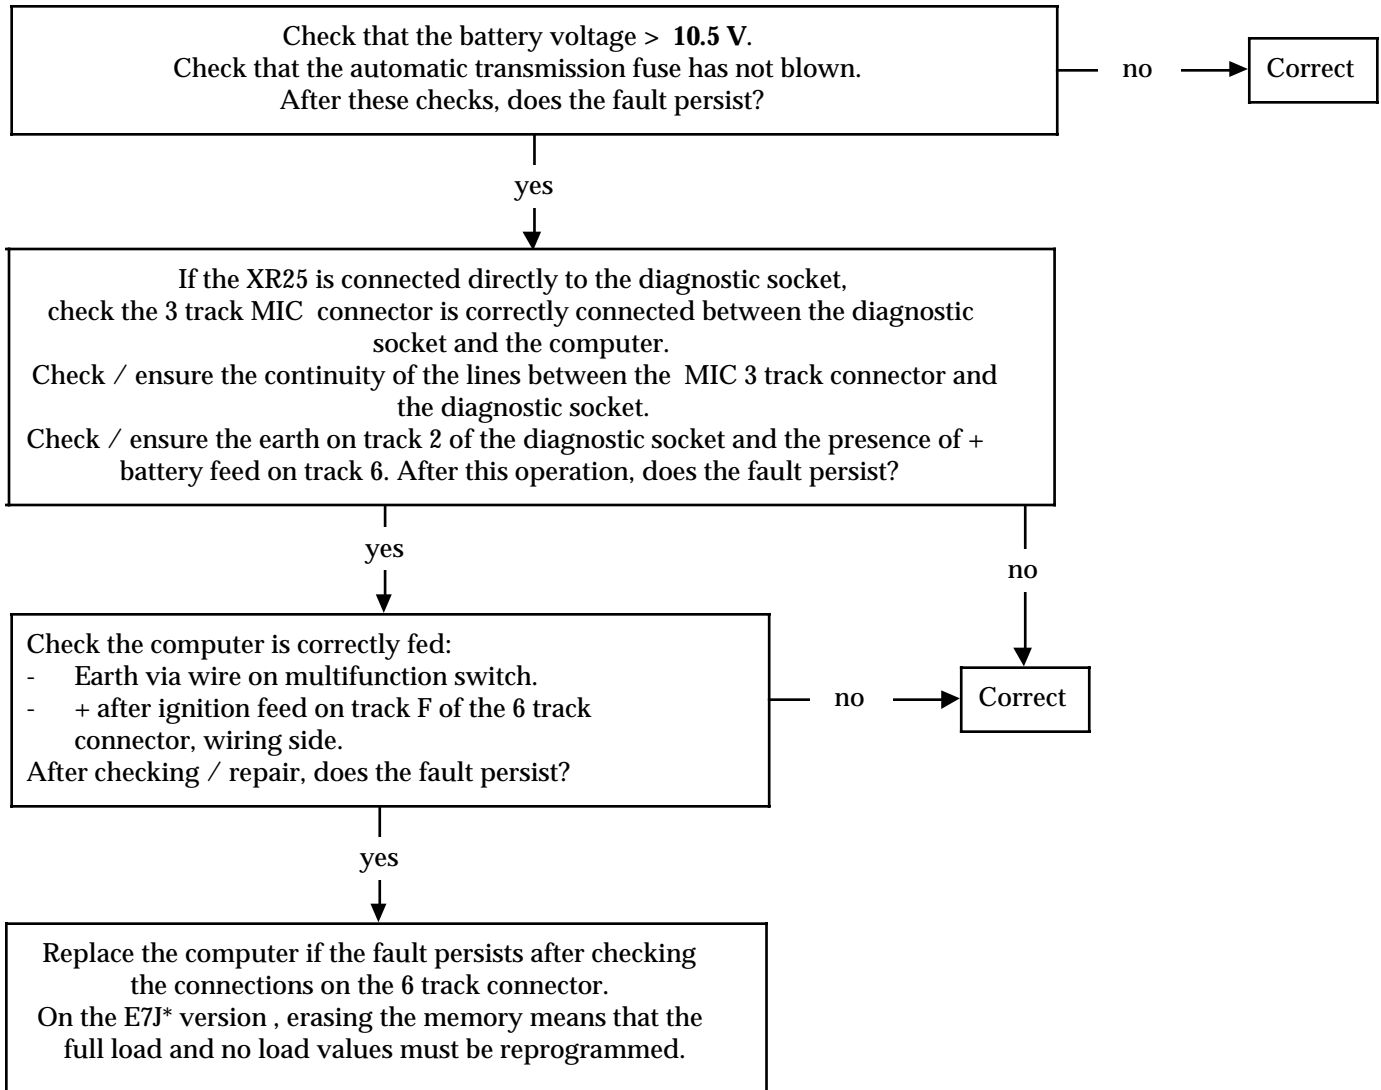 Check that the battery voltage > 10.5 V.
Check that the automatic transmission fuse has not blown.
After these checks, does the fault persist?
no
Correct
yes
If the XR25 is connected directly to the diagnostic socket,
check the 3 track MIC connector is correctly connected between the diagnostic
socket and the computer.
Check / ensure the continuity of the lines between the MIC 3 track connector and
the diagnostic socket.
Check / ensure the earth on track 2 of the diagnostic socket and the presence of +
battery feed on track 6. After this operation, does the fault persist?
yes
no
Check the computer is correctly fed:
- Earth via wire on multifunction switch.
- + after ignition feed on track F of the 6 track
connector, wiring side.
After checking / repair, does the fault persist?
no
Correct
yes
Replace the computer if the fault persists after checking
the connections on the 6 track connector.
On the E7J* version , erasing the memory means that the
full load and no load values must be reprogrammed.